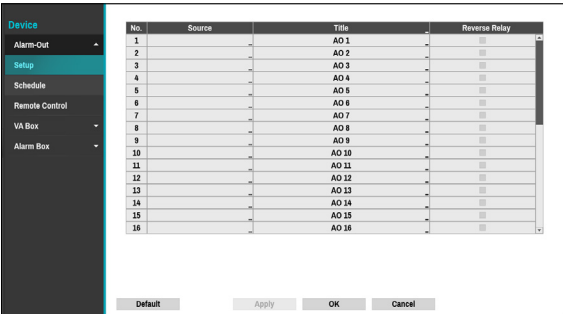 Device
Alarm-Out
Setup
Schedule
Remote Control
VA Box
Alarm Box
No. Source Title ... Reverse Relay
1 ... AO 1 ...
2 ... AO 2 ...
3 ... AO 3 ...
4 ... AO 4 ...
5 ... AO 5 ...
6 ... AO 6 ...
7 ... AO 7 ...
8 ... AO 8 ...
9 ... AO 9 ...
10 ... AO 10 ...
11 ... AO 11 ...
12 ... AO 12 ...
13 ... AO 13 ...
14 ... AO 14 ...
15 ... AO 15 ...
16 ... AO 16 ...
Default Apply OK Cancel